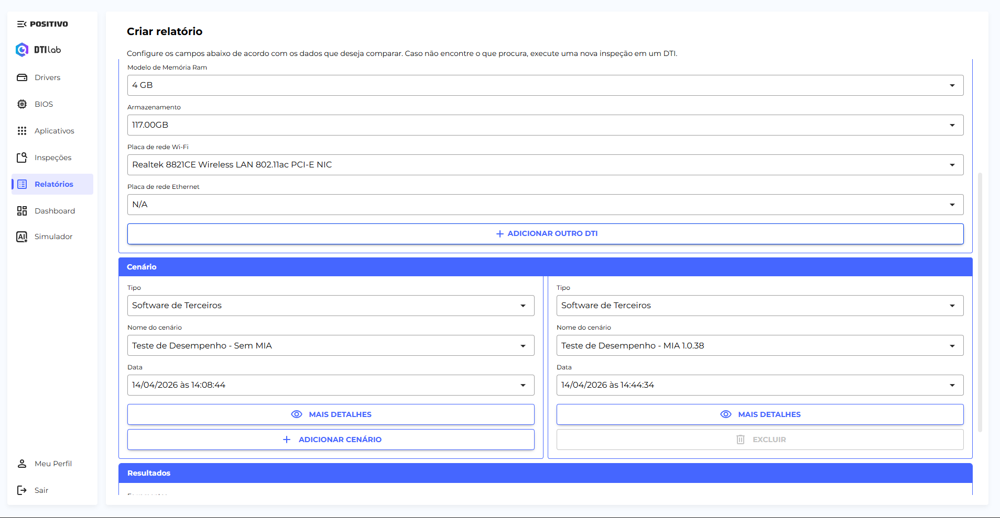 POSITIVO
DTI lab
Drivers
BIOS
Aplicativos
Inspeções
Relatórios
Dashboard
AI
Simulador
Meu Perfil
Sair
Criar relatório
Configure os campos abaixo de acordo com os dados que deseja comparar. Caso não encontre o que procura, execute uma nova inspeção em um DTI.
Modelo de Memória Ram
4 GB
Armazenamento
117.00GB
Placa de rede Wi-Fi
Realtek 8821CE Wireless LAN 802.11ac PCI-E NIC
Placa de rede Ethernet
N/A
ADICIONAR OUTRO DTI
Cenário
Tipo
Software de Terceiros
Nome do cenário
Teste de Desempenho - Sem MIA
Data
14/04/2026 às 14:08:44
MAIS DETALHES
ADICIONAR CENÁRIO
Tipo
Software de Terceiros
Nome do cenário
Teste de Desempenho - MIA 1.0.38
Data
14/04/2026 às 14:44:34
MAIS DETALHES
EXCLUIR
Resultados